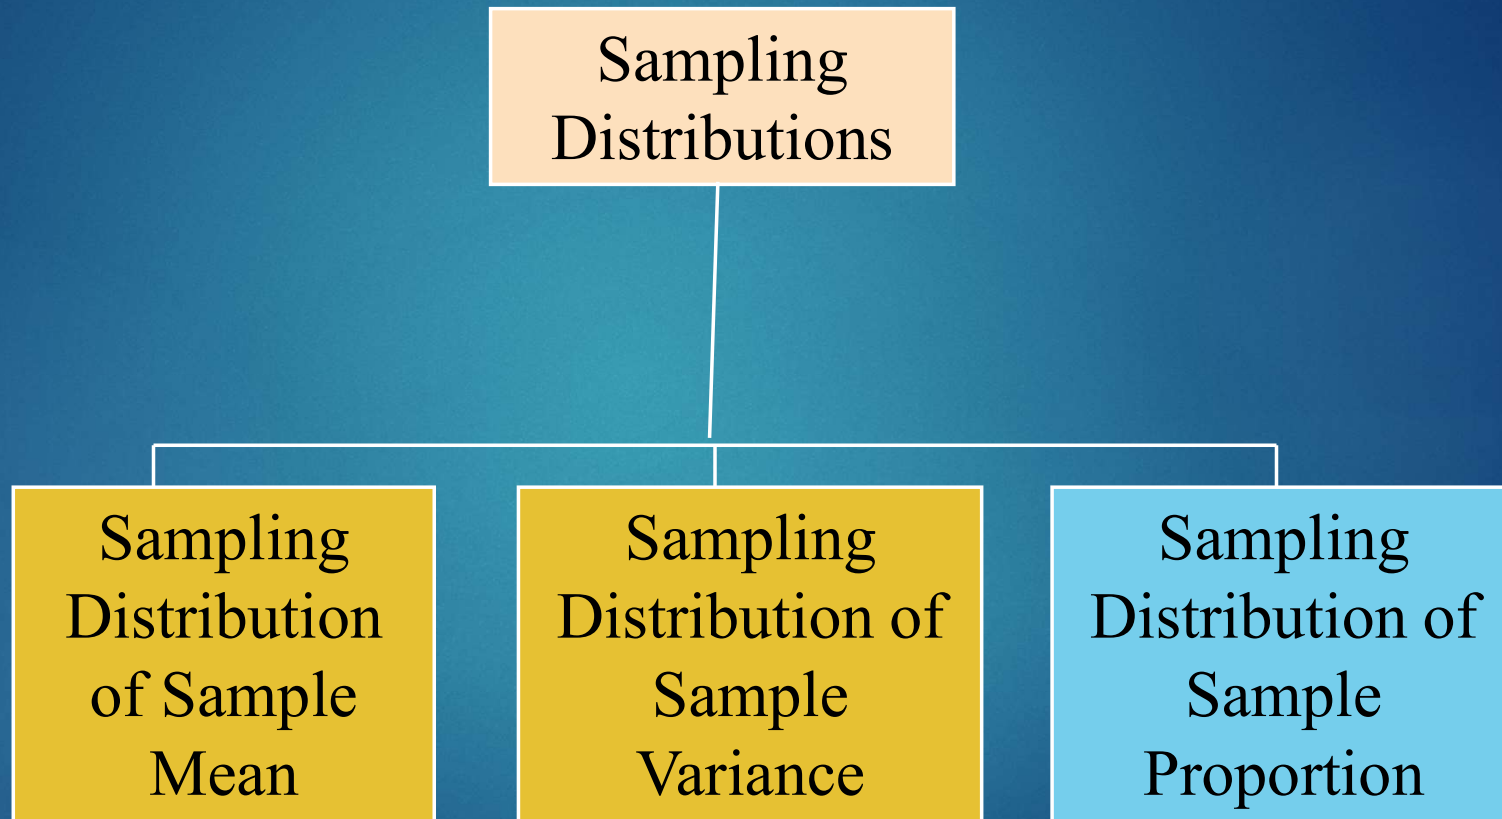 Sampling
Distributions
Sampling
Distribution
of Sample
Mean
Sampling
Distribution of
Sample
Variance
Sampling
Distribution of
Sample
Proportion